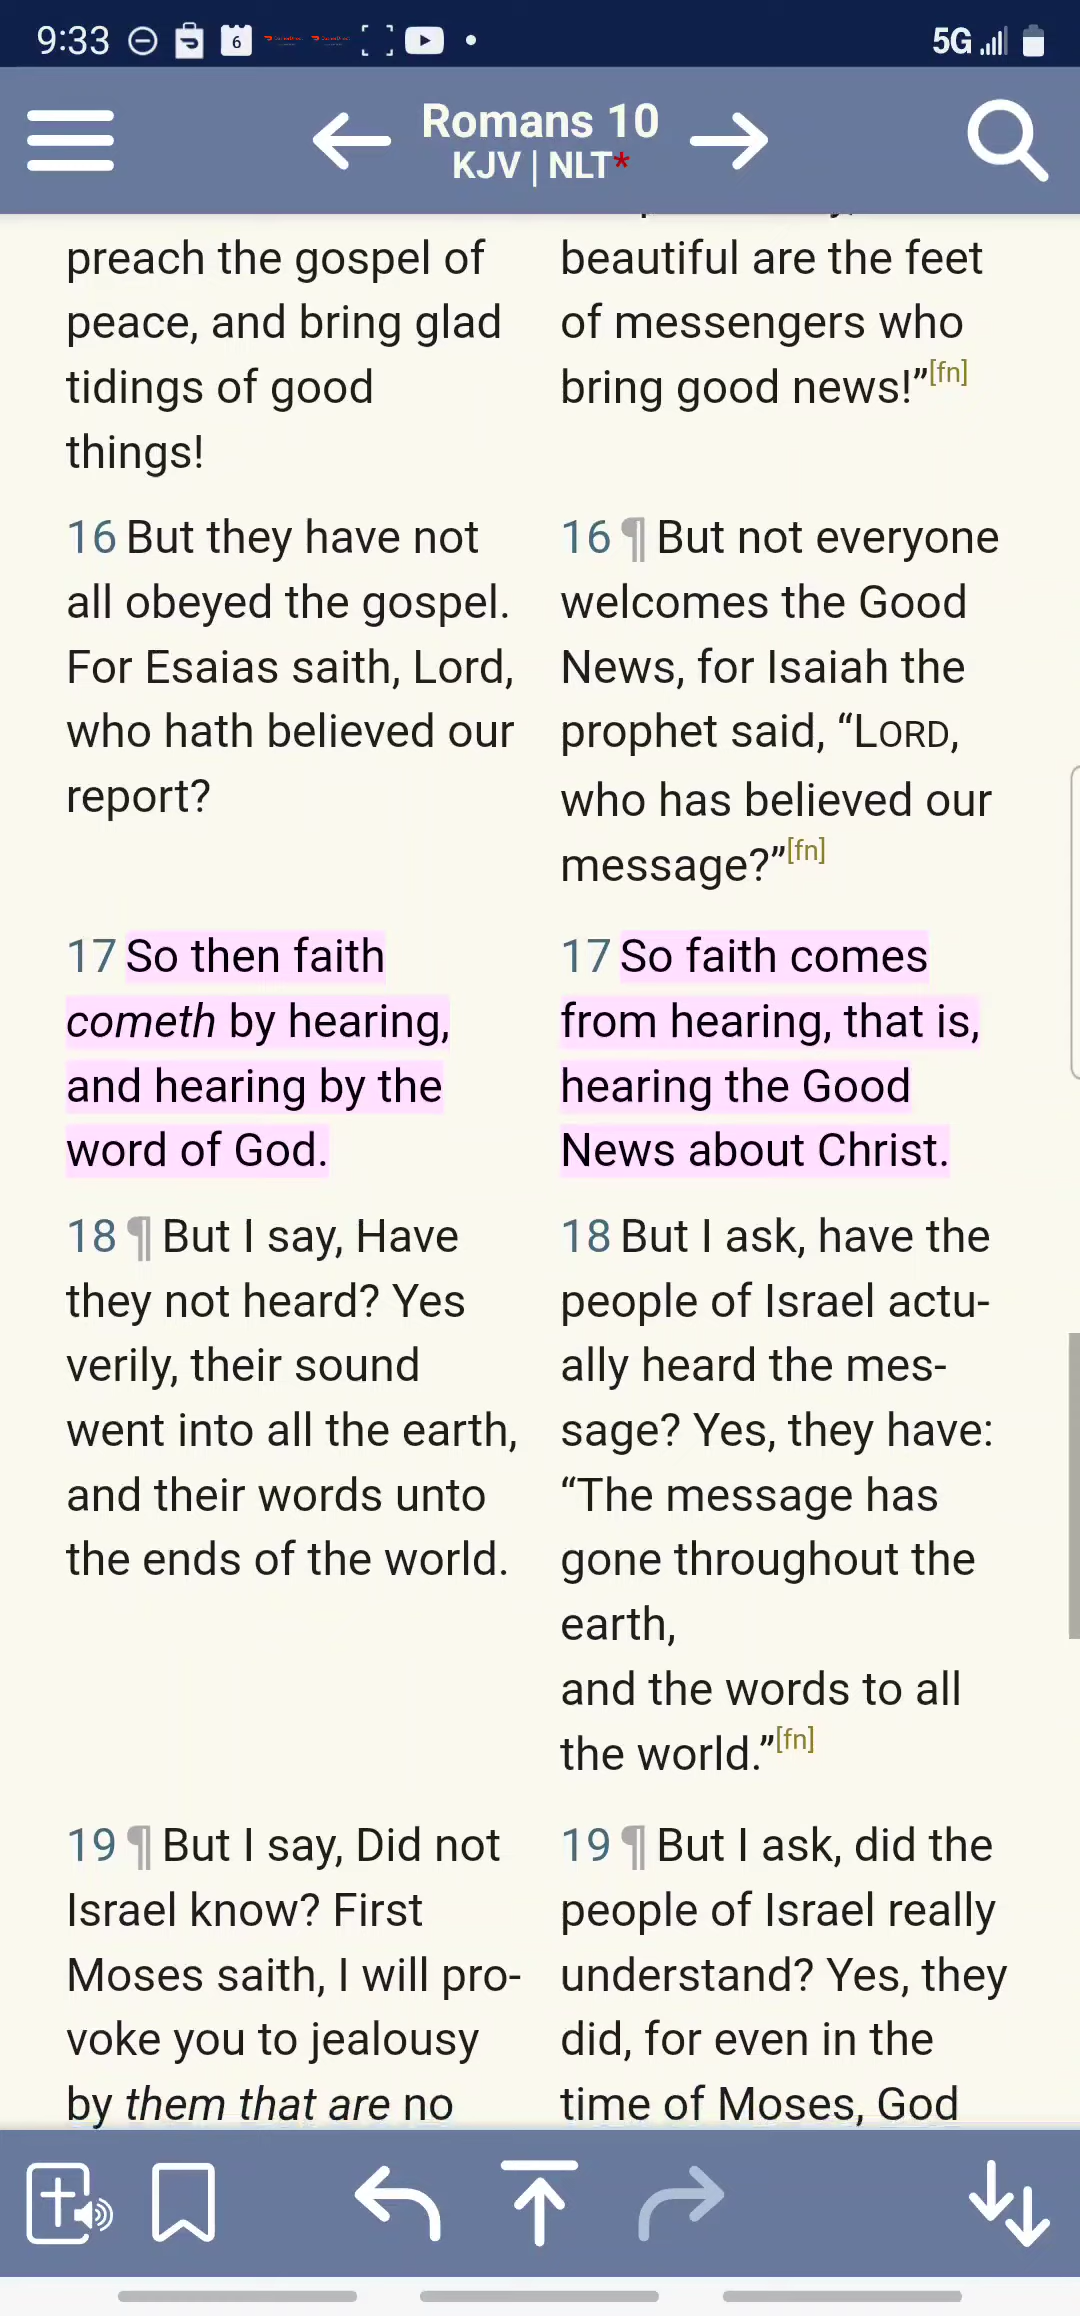 9:33
6
5G
Romans 10
KJV | NLT*
preach the gospel of
peace, and bring glad
tidings of good
things!
16 But they have not
all obeyed the gospel.
For Esaias saith, Lord,
who hath believed our
report?
17 So then faith
cometh by hearing,
and hearing by the
word of God.
18 ¶ But I say, Have
they not heard? Yes
verily, their sound
went into all the earth,
and their words unto
the ends of the world.
19 ¶ But I say, Did not
Israel know? First
Moses saith, I will pro-
voke you to jealousy
by them that are no
beautiful are the feet
of messengers who
bring good news!”[fn]
16 ¶ But not everyone
welcomes the Good
News, for Isaiah the
prophet said, “LORD,
who has believed our
message?”[fn]
17 So faith comes
from hearing, that is,
hearing the Good
News about Christ.
18 But I ask, have the
people of Israel actu-
ally heard the mes-
sage? Yes, they have:
“The message has
gone throughout the
earth,
and the words to all
the world.”[fn]
19 ¶ But I ask, did the
people of Israel really
understand? Yes, they
did, for even in the
time of Moses, God